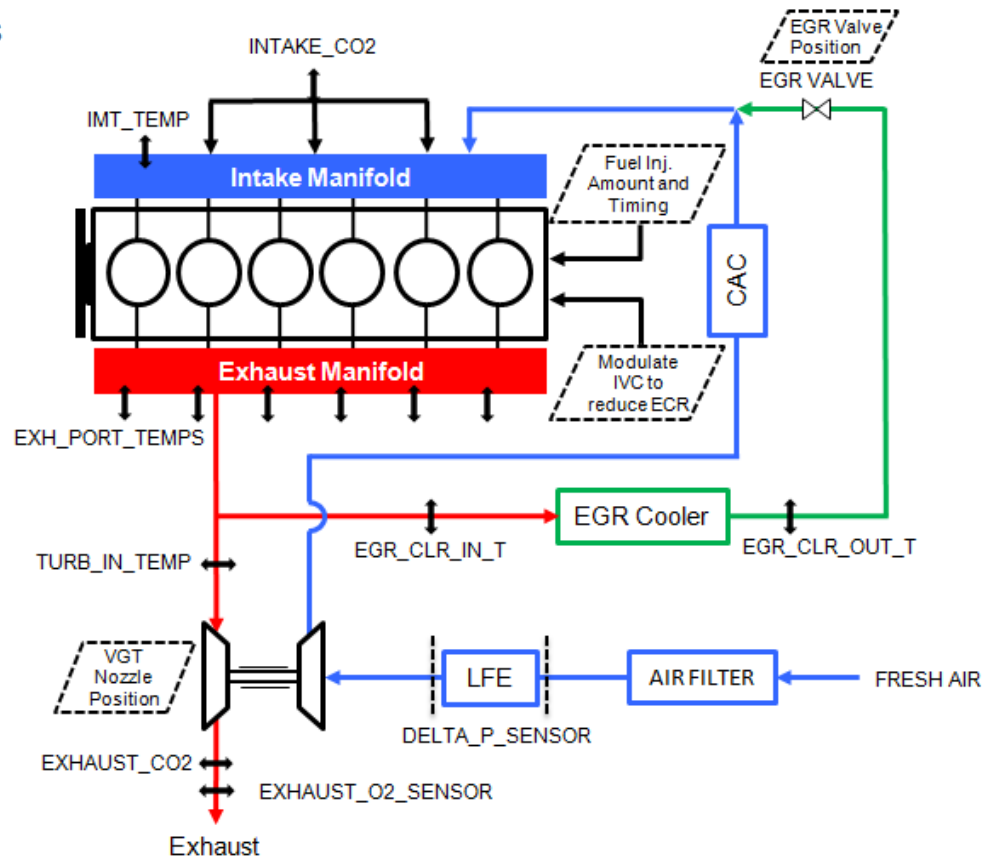 EGR Valve
Position
EGR VALVE
INTAKE_CO2
IMT_TEMP
Intake Manifold
Fuel Inj.
Amount and
Timing
CAC
Exhaust Manifold
Modulate
IVC to
reduce ECR
EXH_PORT_TEMPS
EGR Cooler
EGR_CLR_IN_T
EGR_CLR_OUT_T
TURB_IN_TEMP
VGT
Nozzle
Position
LFE
AIR FILTER
FRESH AIR
DELTA_P_SENSOR
EXHAUST_CO2
EXHAUST_O2_SENSOR
Exhaust